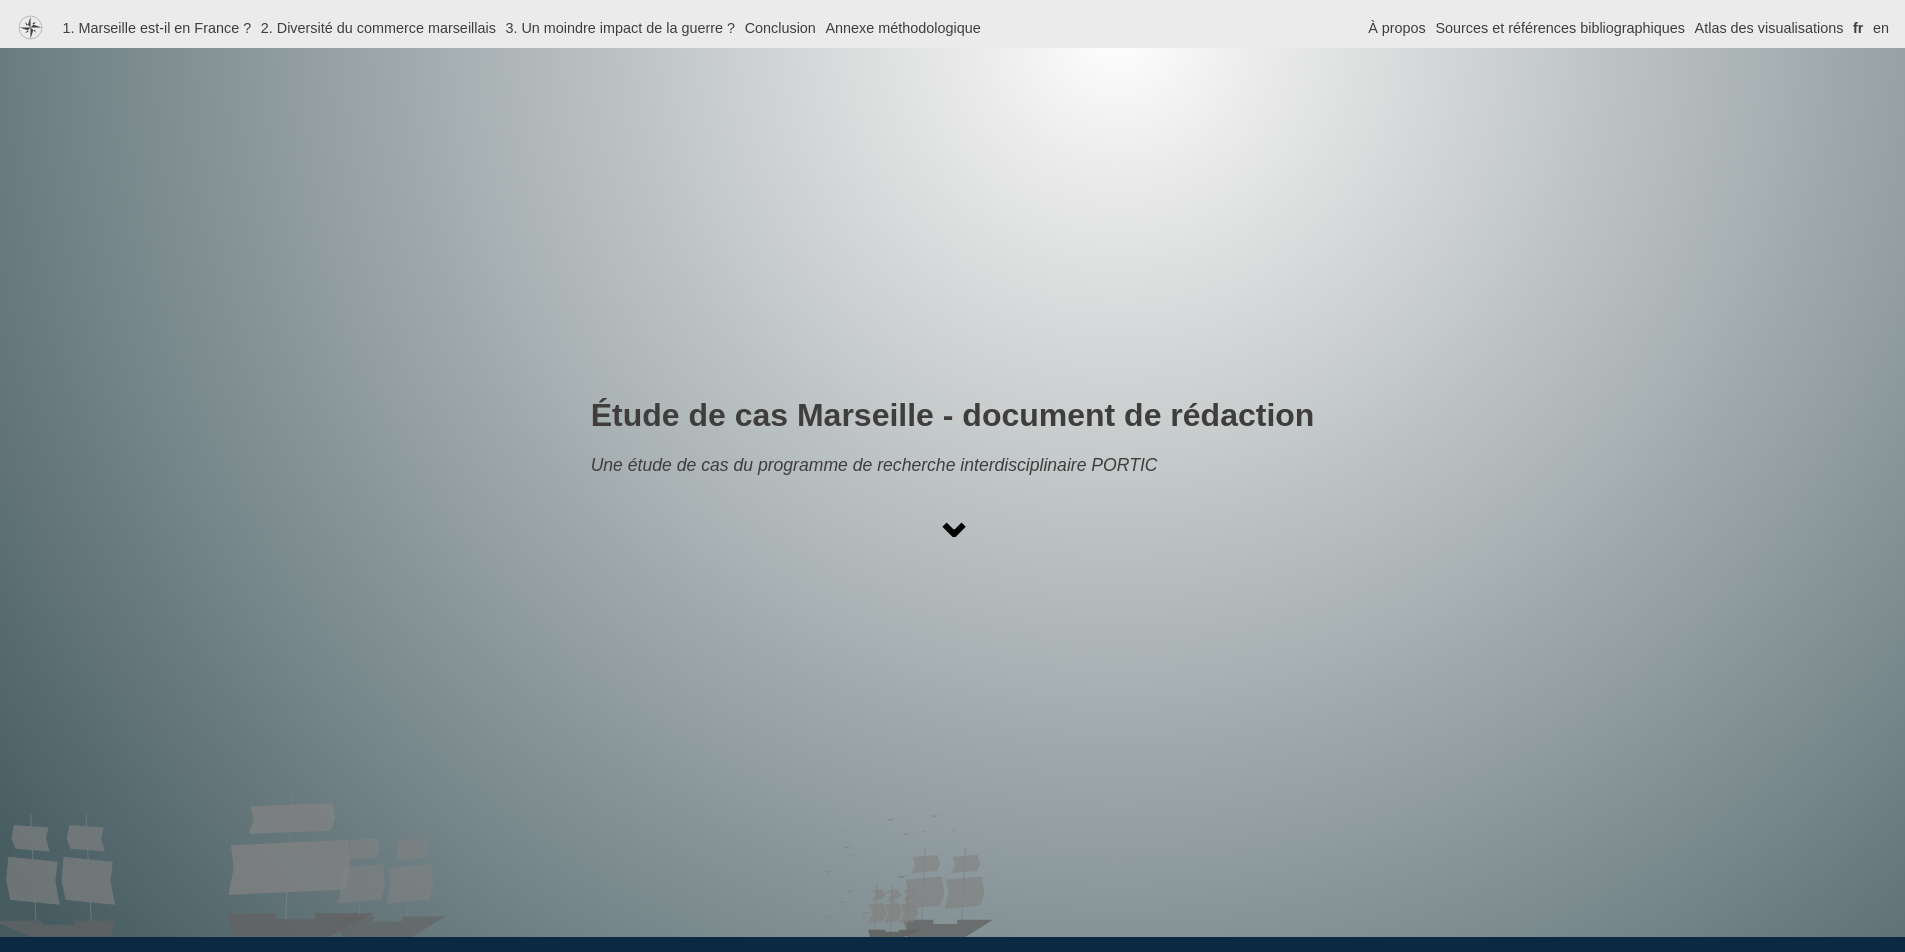 1. Marseille est-il en France ? 2. Diversité du commerce marseillais 3. Un moindre impact de la guerre ? Conclusion Annexe méthodologique À propos Sources et références bibliographiques Atlas des visualisations fr en
Étude de cas Marseille - document de rédaction
Une étude de cas du programme de recherche interdisciplinaire PORTIC